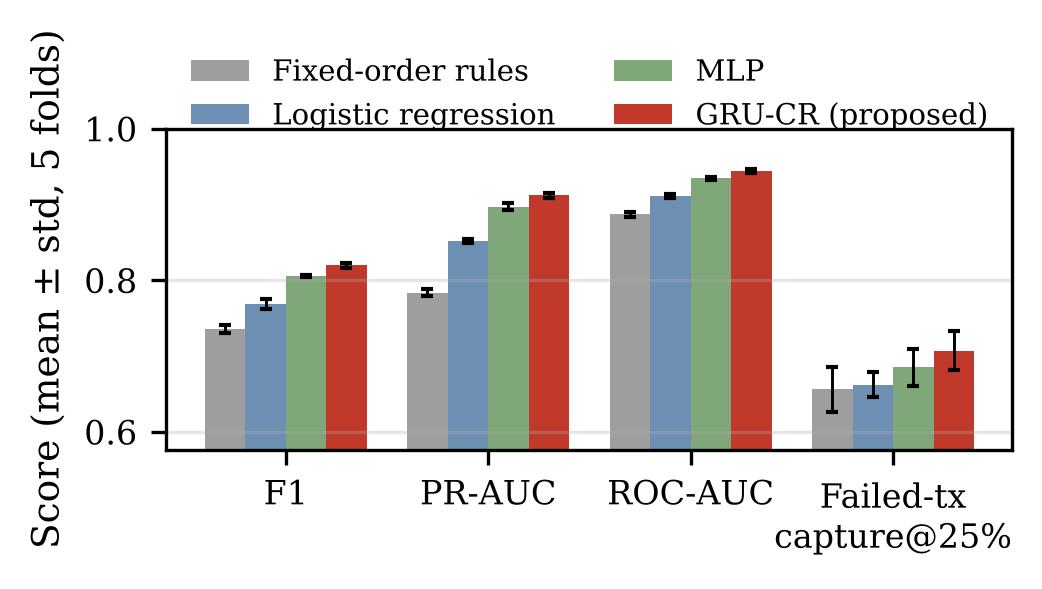 Score (mean ± std, 5 folds)
Fixed-order rules
Logistic regression
MLP
GRU-CR (proposed)
1.0
0.8
0.6
F1
PR-AUC
ROC-AUC
Failed-tx
capture@25%